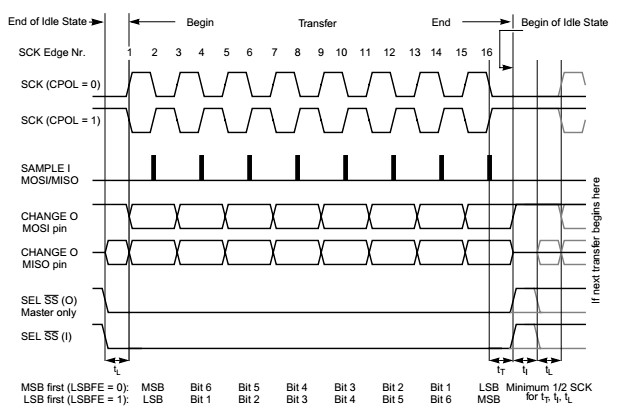 End of Idle State Begin Transfer End Begin of Idle State
SCK Edge Nr. 1 2 3 4 5 6 7 8 9 10 11 12 13 14 15 16
SCK (CPOL = 0)
SCK (CPOL = 1)
SAMPLE I
MOSI/MISO
CHANGE O
MOSI pin
CHANGE O
MISO pin
SEL SS (O)
Master only
SEL SS (I)
If next transfer begins here
tL tT tI tL
MSB first (LSBFE = 0): MSB Bit 6 Bit 5 Bit 4 Bit 3 Bit 2 Bit 1 LSB Minimum 1/2 SCK
LSB first (LSBFE = 1): LSB Bit 1 Bit 2 Bit 3 Bit 4 Bit 5 Bit 6 MSB for tT, tl, tL